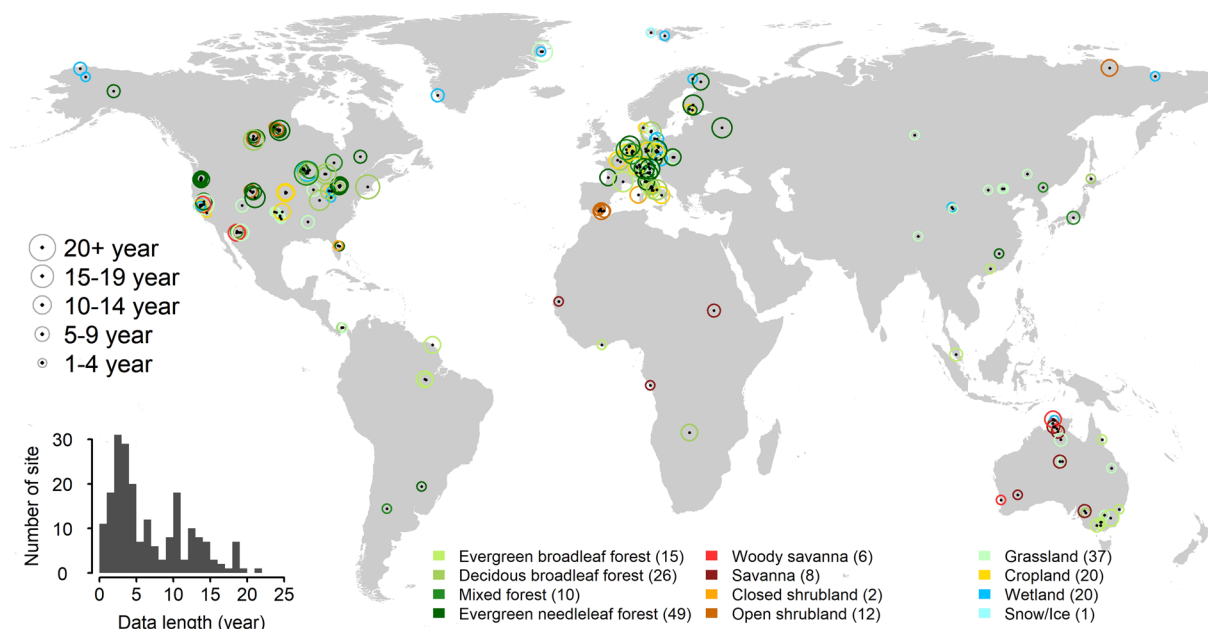 20+ year
15-19 year
10-14 year
5-9 year
1-4 year
Number of site
30
20
10
0
0 5 10 15 20 25
Data length (year)
Evergreen broadleaf forest (15)
Decidous broadleaf forest (26)
Mixed forest (10)
Evergreen needleleaf forest (49)
Woody savanna (6)
Savanna (8)
Closed shrubland (2)
Open shrubland (12)
Grassland (37)
Cropland (20)
Wetland (20)
Snow/Ice (1)